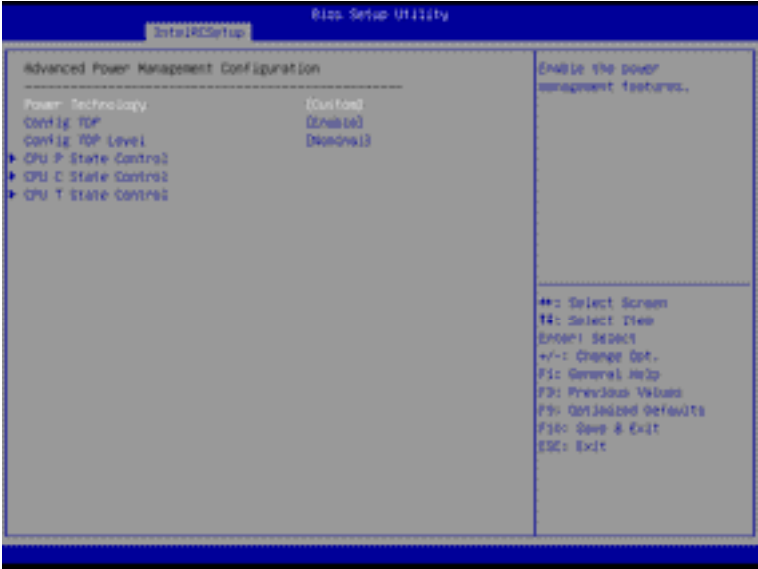 Bios Setup Utility
IntelRCSetup
Advanced Power Management Configuration
Power Technology [Custom]
Config TDP [Enable]
Config TDP Level [Nominal]
CPU P State Control
CPU C State Control
CPU T State Control
Enable the power
management features.
: Select Screen
: Select Item
Enter: Select
+/-: Change Opt.
F1: General Help
F3: Previous Values
F9: Optimized Defaults
F10: Save & Exit
ESC: Exit